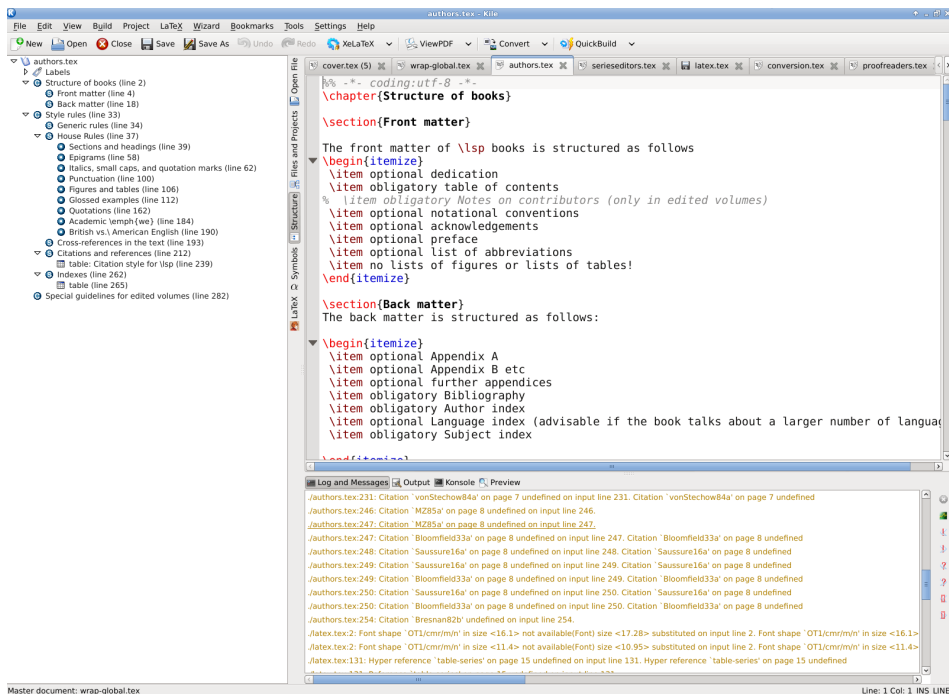 authors.tex - Kile
File Edit View Build Project LaTeX Wizard Bookmarks Tools Settings Help
New Open Close Save Save As Undo Redo XeLaTeX ViewPDF Convert QuickBuild
authors.tex
Labels
Structure of books (line 2)
Front matter (line 4)
Back matter (line 18)
Style rules (line 33)
Generic rules (line 34)
House Rules (line 37)
Sections and headings (line 39)
Epigrams (line 58)
Italics, small caps, and quotation marks (line 62)
Punctuation (line 100)
Figures and tables (line 106)
Glossed examples (line 112)
Quotations (line 162)
Academic \emph{we} (line 184)
British vs.\ American English (line 190)
Cross-references in the text (line 193)
Citations and references (line 212)
table: Citation style for \lsp (line 239)
Indexes (line 262)
table (line 265)
Special guidelines for edited volumes (line 282)
Open File
Files and Projects
Structure
Symbols
LaTeX
cover.tex (5) wrap-global.tex authors.tex serieseditors.tex latex.tex conversion.tex proofreaders.tex
%% -*- coding:utf-8 -*-
\chapter{Structure of books}
\section{Front matter}
The front matter of \lsp books is structured as follows
\begin{itemize}
\item optional dedication
\item obligatory table of contents
% \item obligatory Notes on contributors (only in edited volumes)
\item optional notational conventions
\item optional acknowledgements
\item optional preface
\item optional list of abbreviations
\item no lists of figures or lists of tables!
\end{itemize}
\section{Back matter}
The back matter is structured as follows:
\begin{itemize}
\item optional Appendix A
\item optional Appendix B etc
\item optional further appendices
\item obligatory Bibliography
\item obligatory Author index
\item optional Language index (advisable if the book talks about a larger number of languag
\item obligatory Subject index
\end{itemize}
Log and Messages Output Konsole Preview
./authors.tex:231: Citation `vonStechow84a' on page 7 undefined on input line 231. Citation `vonStechow84a' on page 7 undefined
./authors.tex:246: Citation `MZ85a' on page 8 undefined on input line 246.
./authors.tex:247: Citation `MZ85a' on page 8 undefined on input line 247.
./authors.tex:247: Citation `Bloomfield33a' on page 8 undefined on input line 247. Citation `Bloomfield33a' on page 8 undefined
./authors.tex:248: Citation `Saussure16a' on page 8 undefined on input line 248. Citation `Saussure16a' on page 8 undefined
./authors.tex:249: Citation `Saussure16a' on page 8 undefined on input line 249. Citation `Saussure16a' on page 8 undefined
./authors.tex:249: Citation `Bloomfield33a' on page 8 undefined on input line 249. Citation `Bloomfield33a' on page 8 undefined
./authors.tex:250: Citation `Saussure16a' on page 8 undefined on input line 250. Citation `Saussure16a' on page 8 undefined
./authors.tex:250: Citation `Bloomfield33a' on page 8 undefined on input line 250. Citation `Bloomfield33a' on page 8 undefined
./authors.tex:254: Citation `Bresnan82b' undefined on input line 254.
./latex.tex:2: Font shape `OT1/cmr/m/n' in size <16.1> not available(Font) size <17.28> substituted on input line 2. Font shape `OT1/cmr/m/n' in size <16.1>
./latex.tex:2: Font shape `OT1/cmr/m/n' in size <11.4> not available(Font) size <10.95> substituted on input line 2. Font shape `OT1/cmr/m/n' in size <11.4>
./latex.tex:131: Hyper reference `table-series' on page 15 undefined on input line 131. Hyper reference `table-series' on page 15 undefined
Master document: wrap-global.tex
Line: 1 Col: 1 INS LINE